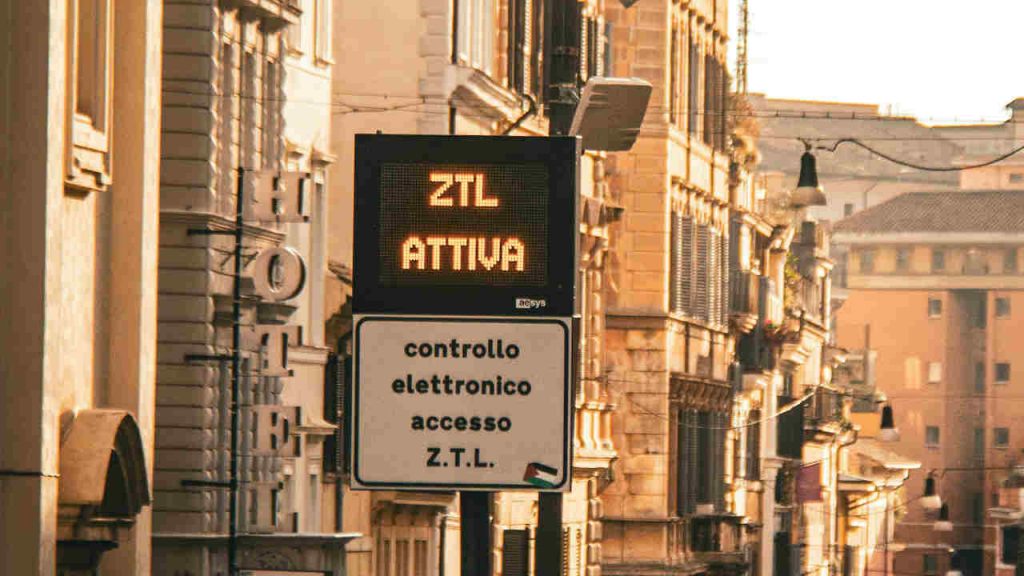 ZTL
ATTIVA
aesys
controllo
elettronico
accesso
Z.T.L.